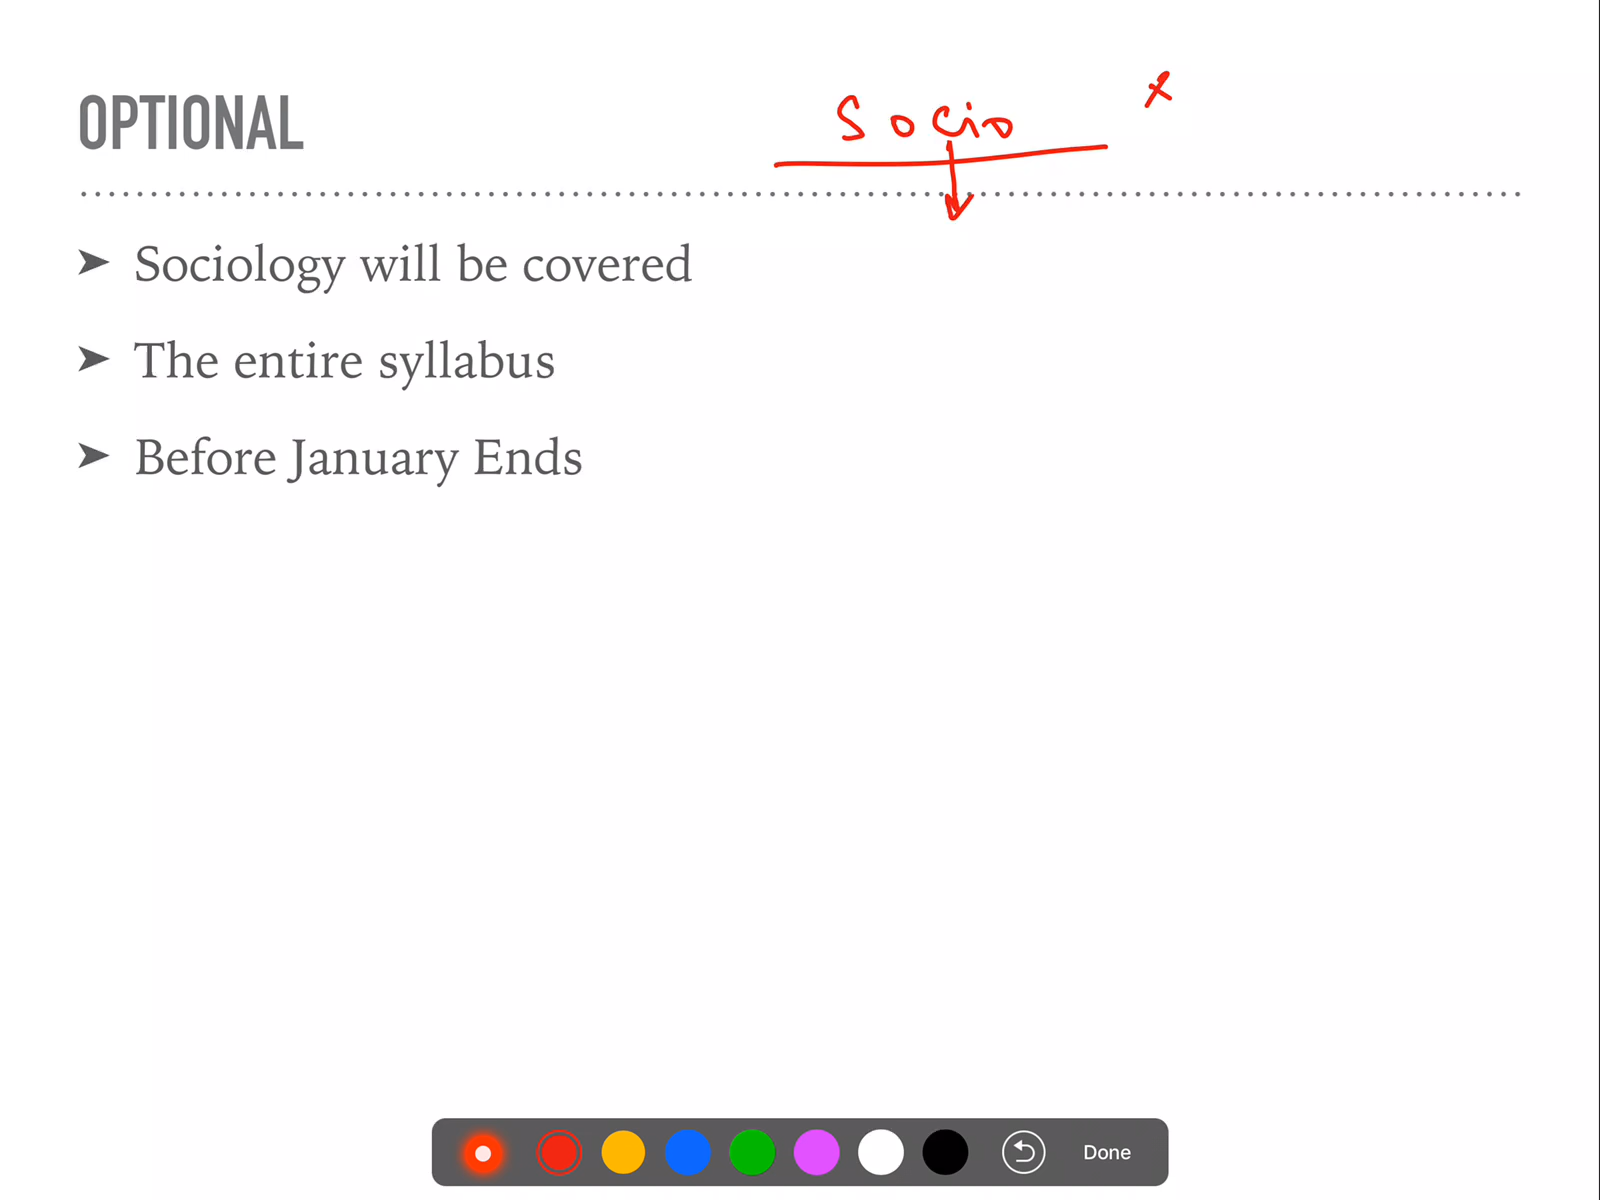 OPTIONAL
Socio
x
➤ Sociology will be covered
➤ The entire syllabus
➤ Before January Ends
Done